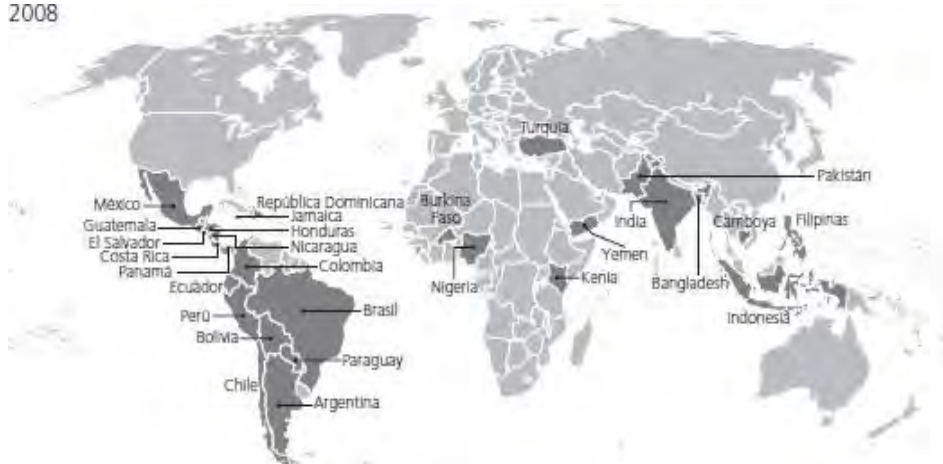 2008
Turquía
Pakistán
México
República Dominicana
Jamaica
Guatemala
Honduras
El Salvador
Nicaragua
Costa Rica
Panamá
Colombia
Ecuador
Burkina
Faso
Nigeria
Kenia
Yemen
India
Bangladesh
Camboya
Filipinas
Indonesia
Perú
Brasil
Bolivia
Paraguay
Chile
Argentina